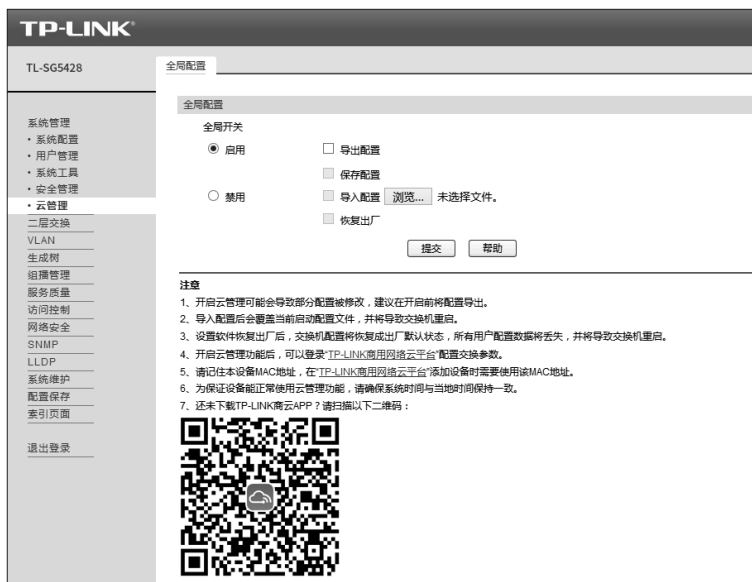 TP-LINK®
TL-SG5428
全局配置
系统管理
• 系统配置
• 用户管理
• 系统工具
• 安全管理
• 云管理
二层交换
VLAN
生成树
组播管理
服务质量
访问控制
网络安全
SNMP
LLDP
系统维护
配置保存
索引页面
退出登录
全局配置
全局开关
启用 导出配置
保存配置
禁用 导入配置 浏览... 未选择文件。
恢复出厂
提交 帮助
注意
1、开启云管理可能会导致部分配置被修改，建议在开启前将配置导出。
2、导入配置后会覆盖当前启动配置文件，并将导致交换机重启。
3、设置软件恢复出厂后，交换机配置将恢复成出厂默认状态，所有用户配置数据将丢失，并将导致交换机重启。
4、开启云管理功能后，可以登录“TP-LINK商用网络云平台”配置交换参数。
5、请记住本设备MAC地址，在“TP-LINK商用网络云平台”添加设备时需要使用该MAC地址。
6、为保证设备能正常使用云管理功能，请确保系统时间与当地时间保持一致。
7、还未下载TP-LINK商云APP？请扫描以下二维码：